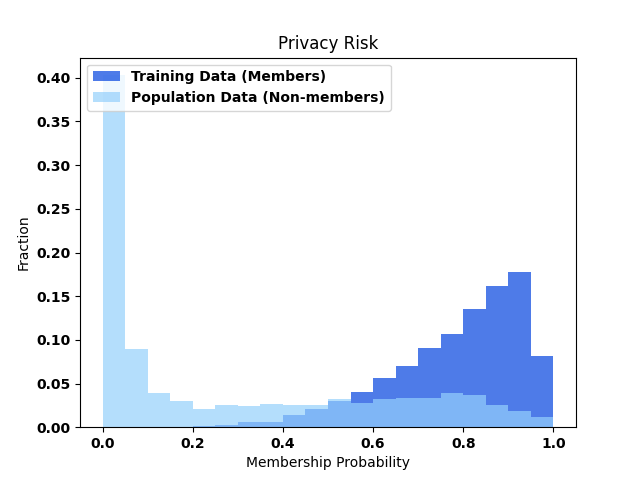 Privacy Risk
Training Data (Members)
Population Data (Non-members)
0.40
0.35
0.30
0.25
0.20
0.15
0.10
0.05
0.00
Fraction
0.0 0.2 0.4 0.6 0.8 1.0
Membership Probability